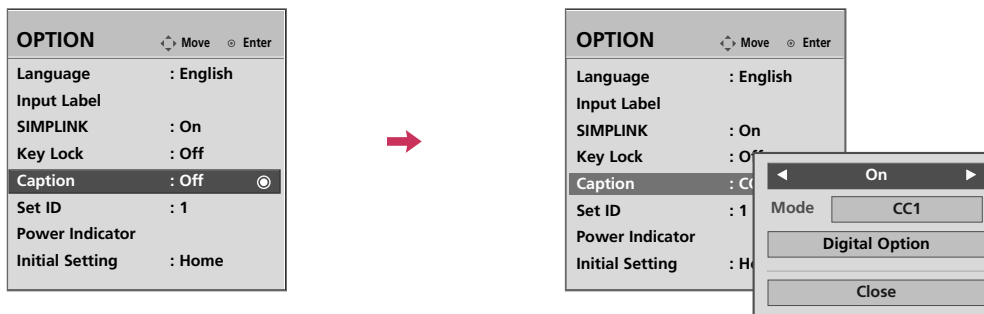 OPTION Move Enter
Language : English
Input Label
SIMPLINK : On
Key Lock : Off
Caption : Off
Set ID : 1
Power Indicator
Initial Setting : Home
OPTION Move Enter
Language : English
Input Label
SIMPLINK : On
Key Lock
Caption
Set ID : 1
Power Indicator
Initial Setting
On
Mode CC1
Digital Option
Close